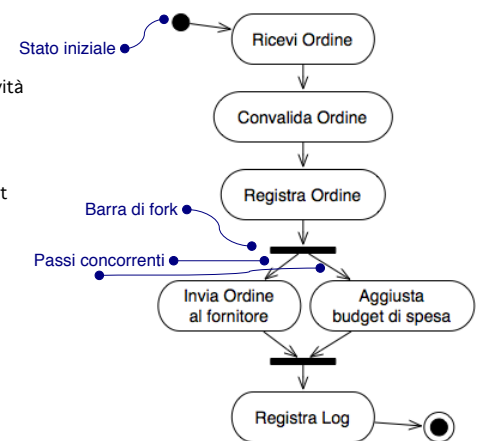 Stato iniziale
Ricevi Ordine
vità
Convalida Ordine
t
Registra Ordine
Barra di fork
Passi concorrenti
Invia Ordine
al fornitore
Aggiusta
budget di spesa
Registra Log